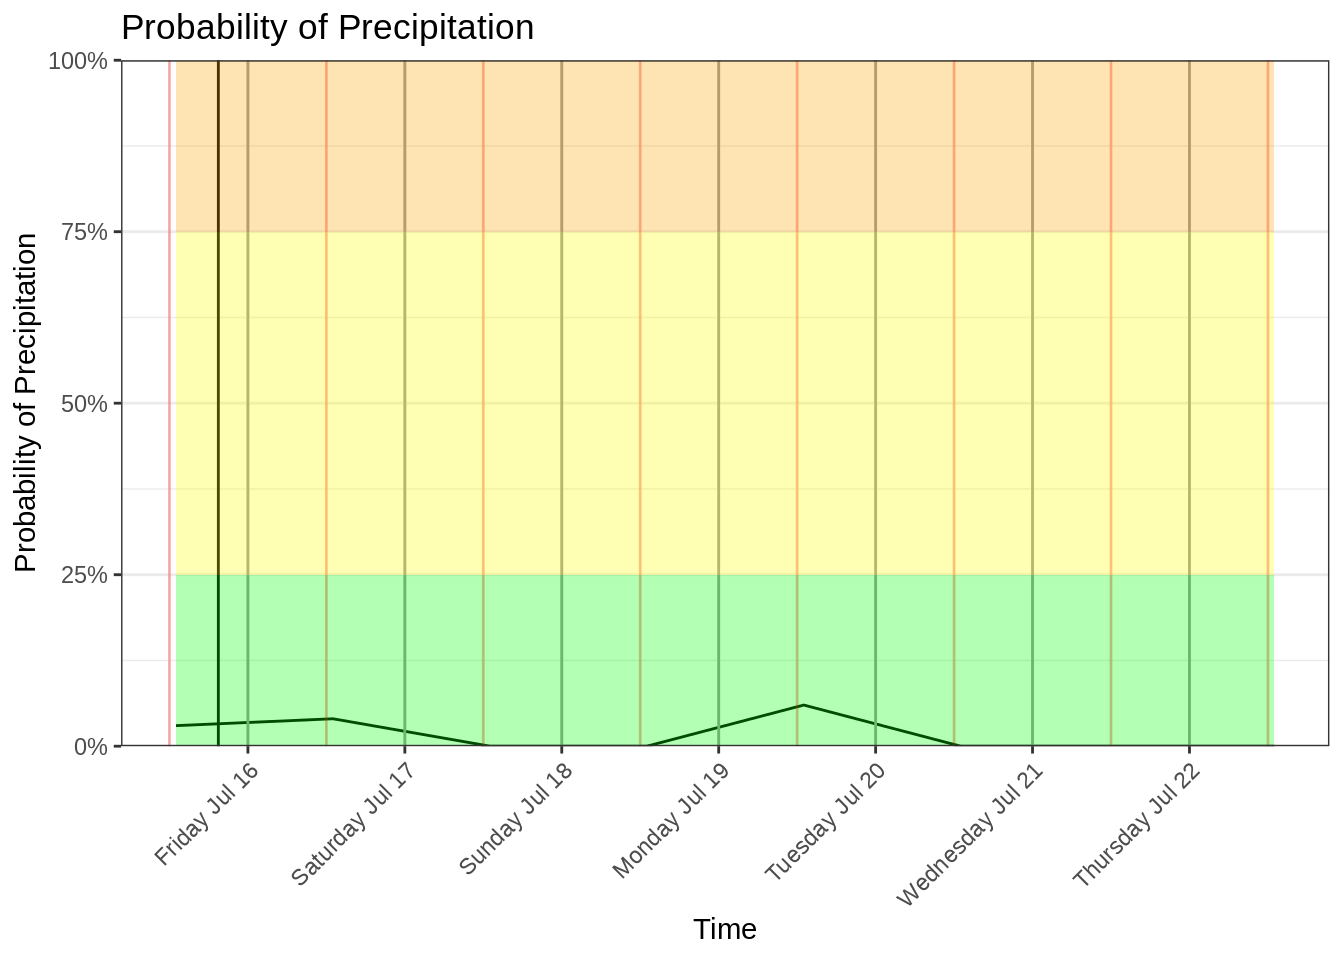 Probability of Precipitation
Probability of Precipitation
100%
75%
50%
25%
0%
Friday Jul 16
Saturday Jul 17
Sunday Jul 18
Monday Jul 19
Tuesday Jul 20
Wednesday Jul 21
Thursday Jul 22
Time